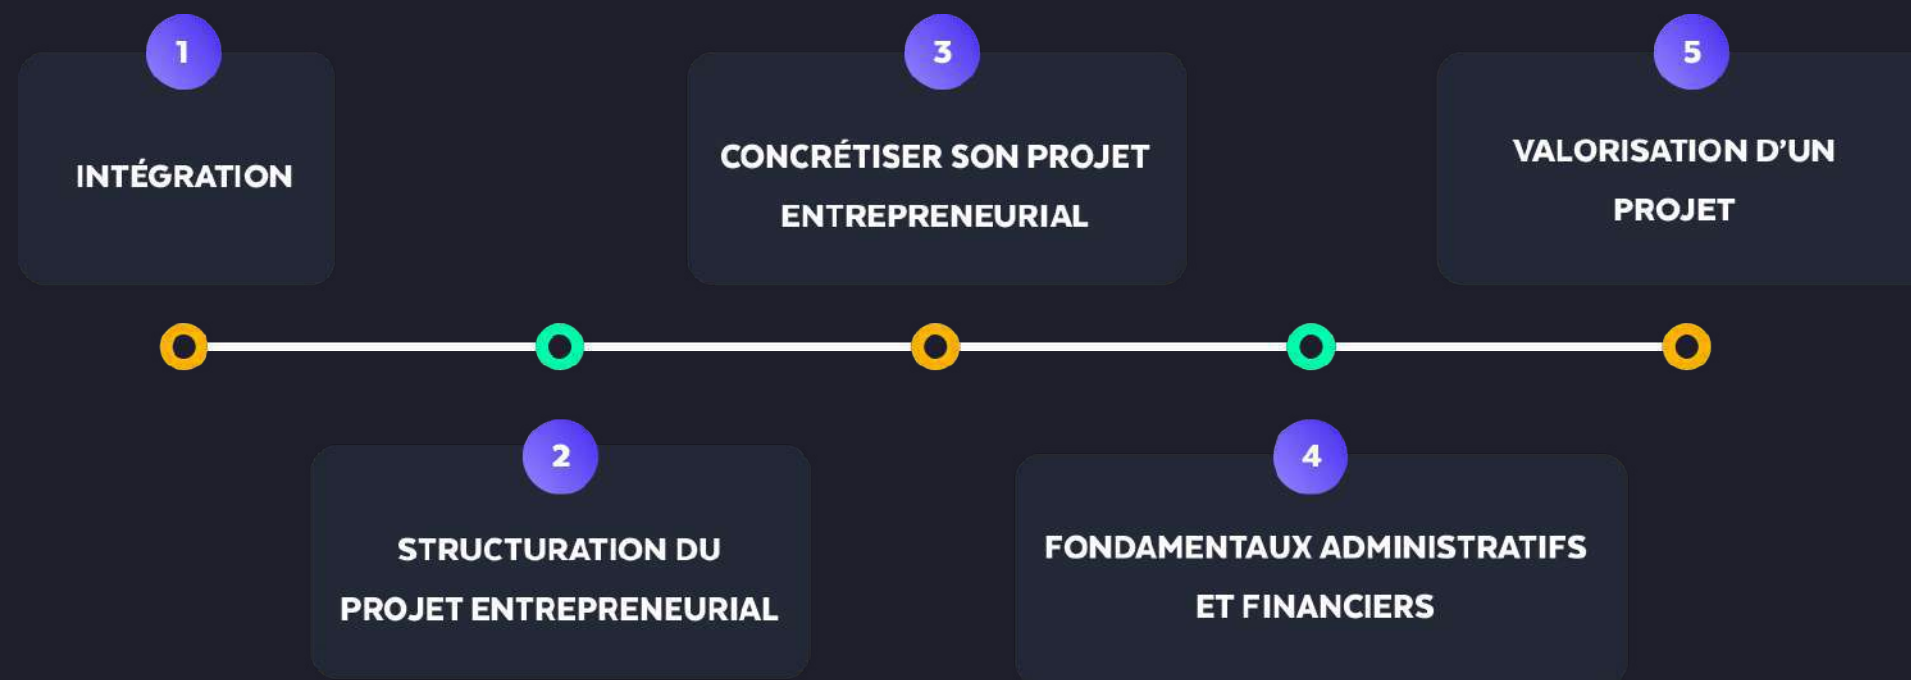 1
INTÉGRATION
2
STRUCTURATION DU
PROJET ENTREPRENEURIAL
3
CONCRÉTISER SON PROJET
ENTREPRENEURIAL
4
FONDAMENTAUX ADMINISTRATIFS
ET FINANCIERS
5
VALORISATION D’UN
PROJET